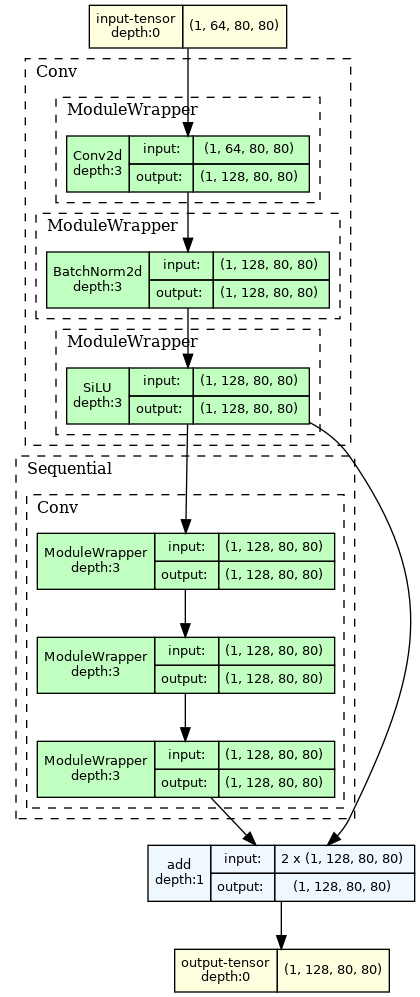 input-tensor
depth:0
(1, 64, 80, 80)
Conv
ModuleWrapper
Conv2d
depth:3
input:
(1, 64, 80, 80)
output:
(1, 128, 80, 80)
ModuleWrapper
BatchNorm2d
depth:3
input:
(1, 128, 80, 80)
output:
(1, 128, 80, 80)
ModuleWrapper
SiLU
depth:3
input:
(1, 128, 80, 80)
output:
(1, 128, 80, 80)
Sequential
Conv
ModuleWrapper
depth:3
input:
(1, 128, 80, 80)
output:
(1, 128, 80, 80)
ModuleWrapper
depth:3
input:
(1, 128, 80, 80)
output:
(1, 128, 80, 80)
ModuleWrapper
depth:3
input:
(1, 128, 80, 80)
output:
(1, 128, 80, 80)
add
depth:1
input:
2 x (1, 128, 80, 80)
output:
(1, 128, 80, 80)
output-tensor
depth:0
(1, 128, 80, 80)